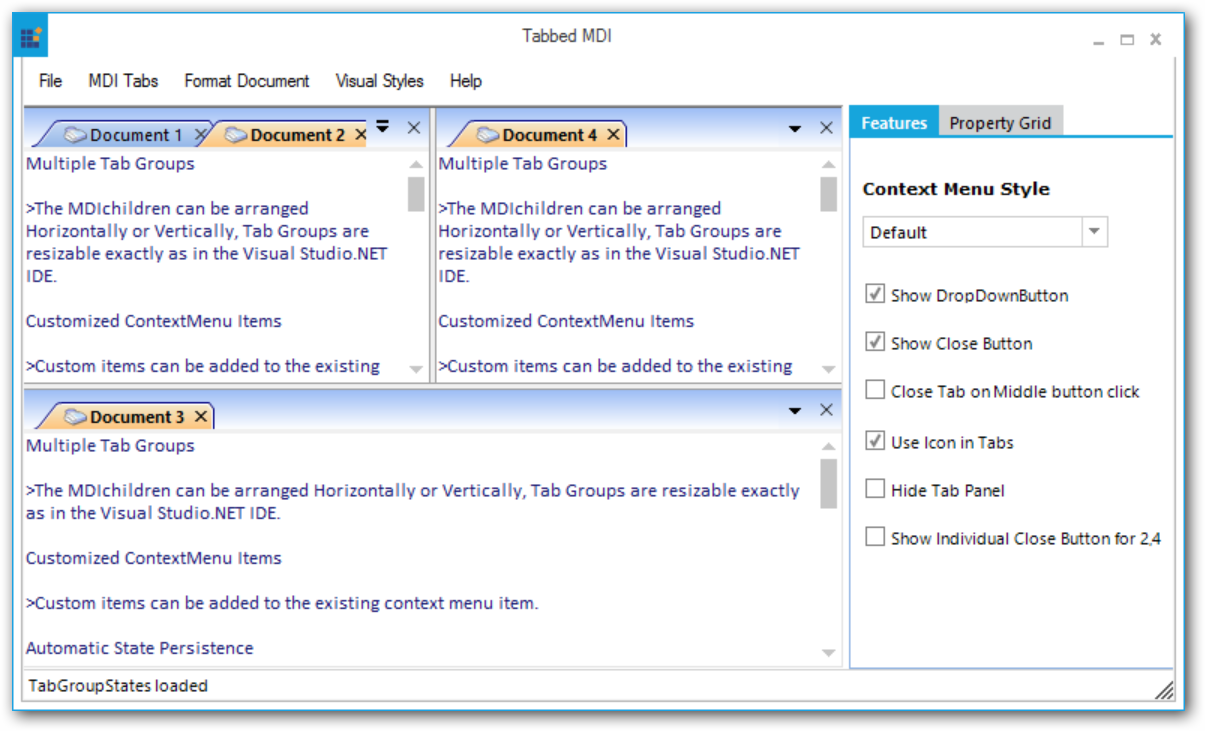 Tabbed MDI
File MDI Tabs Format Document Visual Styles Help
Document 1 Document 2
Multiple Tab Groups
>The MDIchildren can be arranged
Horizontally or Vertically, Tab Groups are
resizable exactly as in the Visual Studio.NET
IDE.
Customized ContextMenu Items
>Custom items can be added to the existing
Document 4
Multiple Tab Groups
>The MDIchildren can be arranged
Horizontally or Vertically, Tab Groups are
resizable exactly as in the Visual Studio.NET
IDE.
Customized ContextMenu Items
>Custom items can be added to the existing
Document 3
Multiple Tab Groups
>The MDIchildren can be arranged Horizontally or Vertically, Tab Groups are resizable exactly
as in the Visual Studio.NET IDE.
Customized ContextMenu Items
>Custom items can be added to the existing context menu item.
Automatic State Persistence
Features Property Grid
Context Menu Style
Default
Show DropDownButton
Show Close Button
Close Tab on Middle button click
Use Icon in Tabs
Hide Tab Panel
Show Individual Close Button for 2,4
TabGroupStates loaded